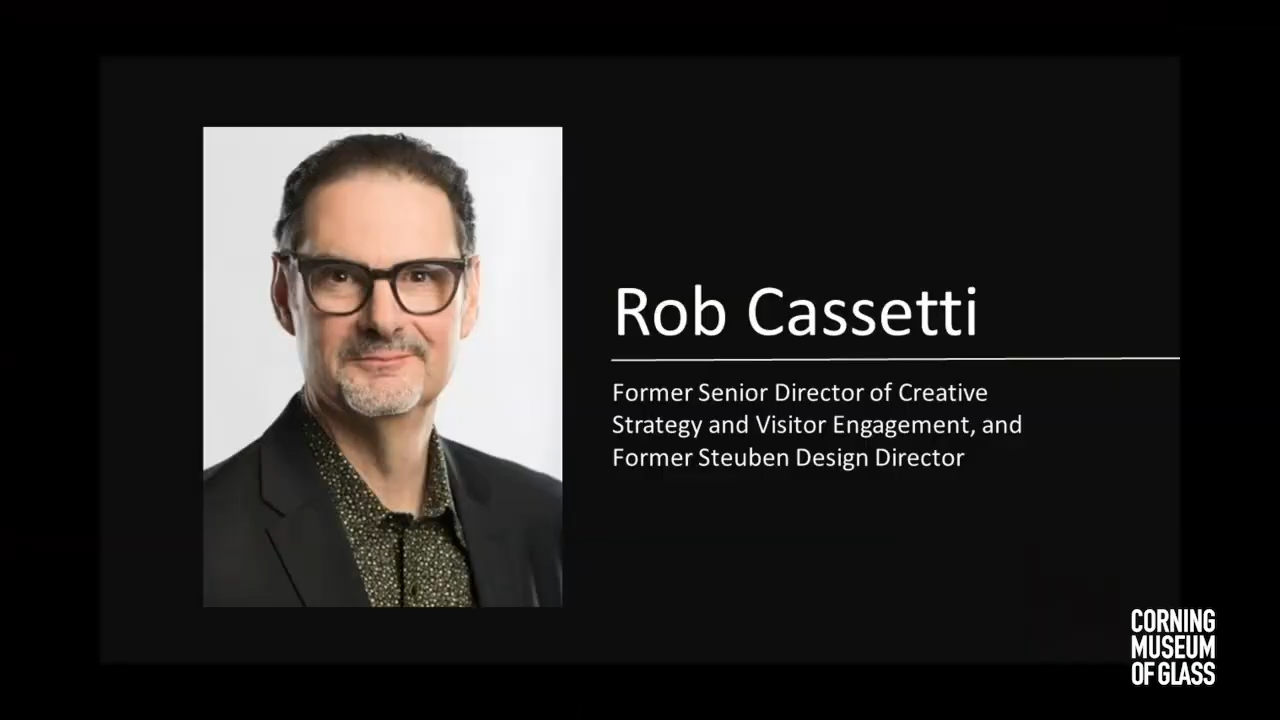 Rob Cassetti
Former Senior Director of Creative
Strategy and Visitor Engagement, and
Former Steuben Design Director
CORNING
MUSEUM
OF GLASS